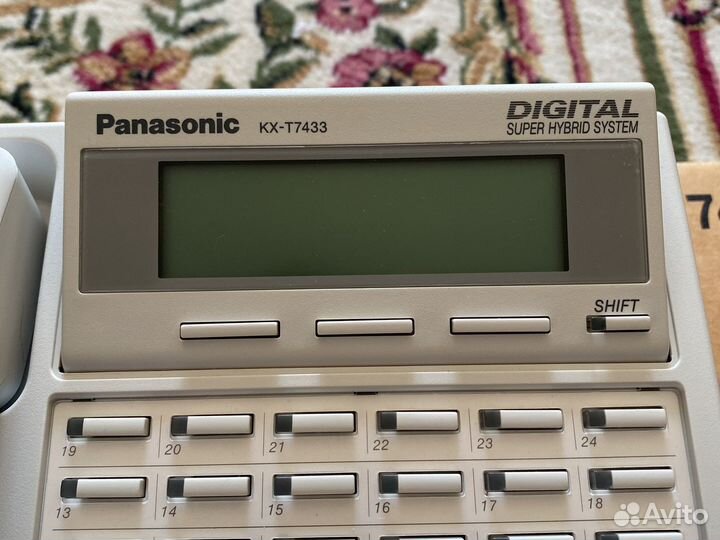 Panasonic KX-T7433 DIGITAL
SUPER HYBRID SYSTEM
74
SHIFT
19 20 21 22 23 24
13 14 15 16 17 18
Avito